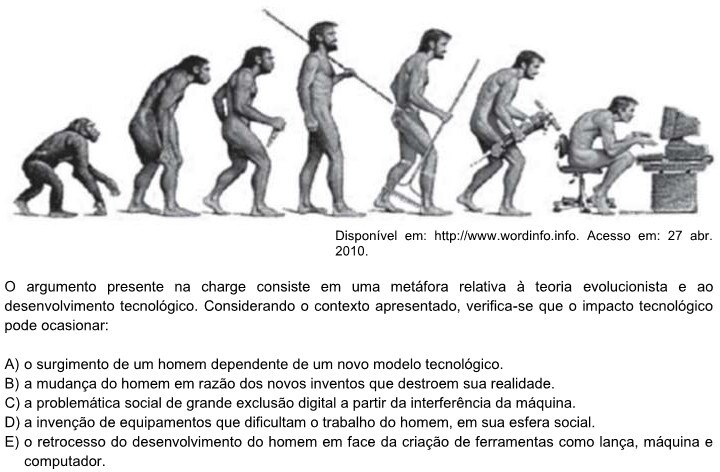 Disponível em: http://www.wordinfo.info. Acesso em: 27 abr.
2010.
O argumento presente na charge consiste em uma metáfora relativa à teoria evolucionista e ao
desenvolvimento tecnológico. Considerando o contexto apresentado, verifica-se que o impacto tecnológico
pode ocasionar:
A) o surgimento de um homem dependente de um novo modelo tecnológico.
B) a mudança do homem em razão dos novos inventos que destroem sua realidade.
C) a problemática social de grande exclusão digital a partir da interferência da máquina.
D) a invenção de equipamentos que dificultam o trabalho do homem, em sua esfera social.
E) o retrocesso do desenvolvimento do homem em face da criação de ferramentas como lança, máquina e
computador.